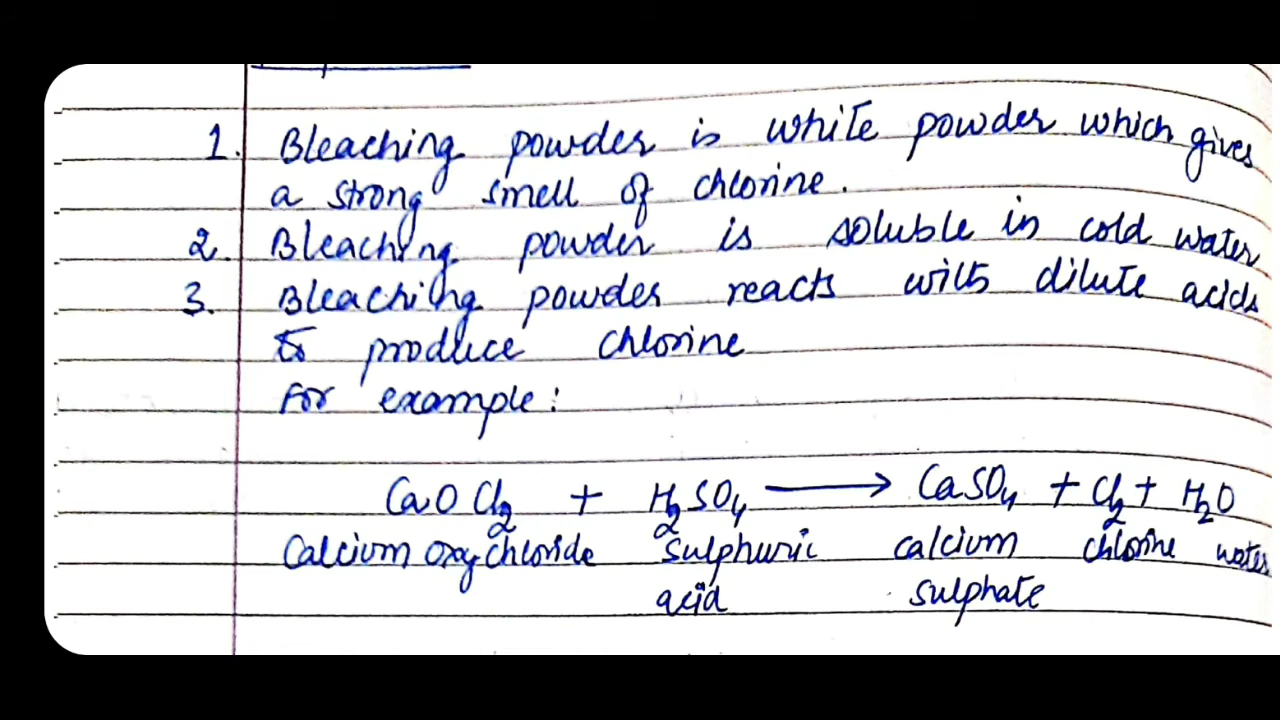 1. Bleaching powder is white powder which gives
a strong smell of chlorine.
2. Bleaching powder is soluble in cold water
3. Bleaching powder reacts with dilute acids
to produce chlorine
For example:
CaOCl₂ + H₂SO₄ ⟶ CaSO₄ + Cl₂ + H₂O
Calcium oxychloride sulphuric calcium chlorine water
acid sulphate